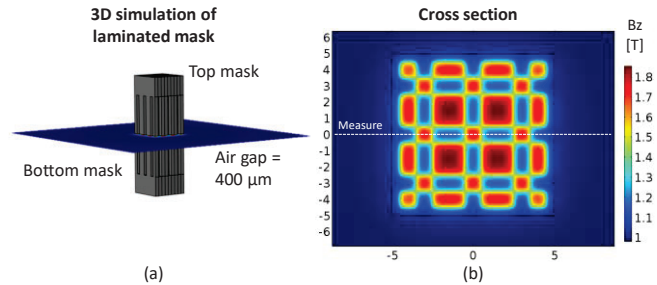 3D simulation of
laminated mask
Top mask
Bottom mask
Air gap =
400 µm
(a)
Cross section
Bz
[T]
6
5
4
3
2
1
0
-1
-2
-3
-4
-5
-6
Measure
-5
0
5
1.8
1.7
1.6
1.5
1.4
1.3
1.2
1.1
1
(b)